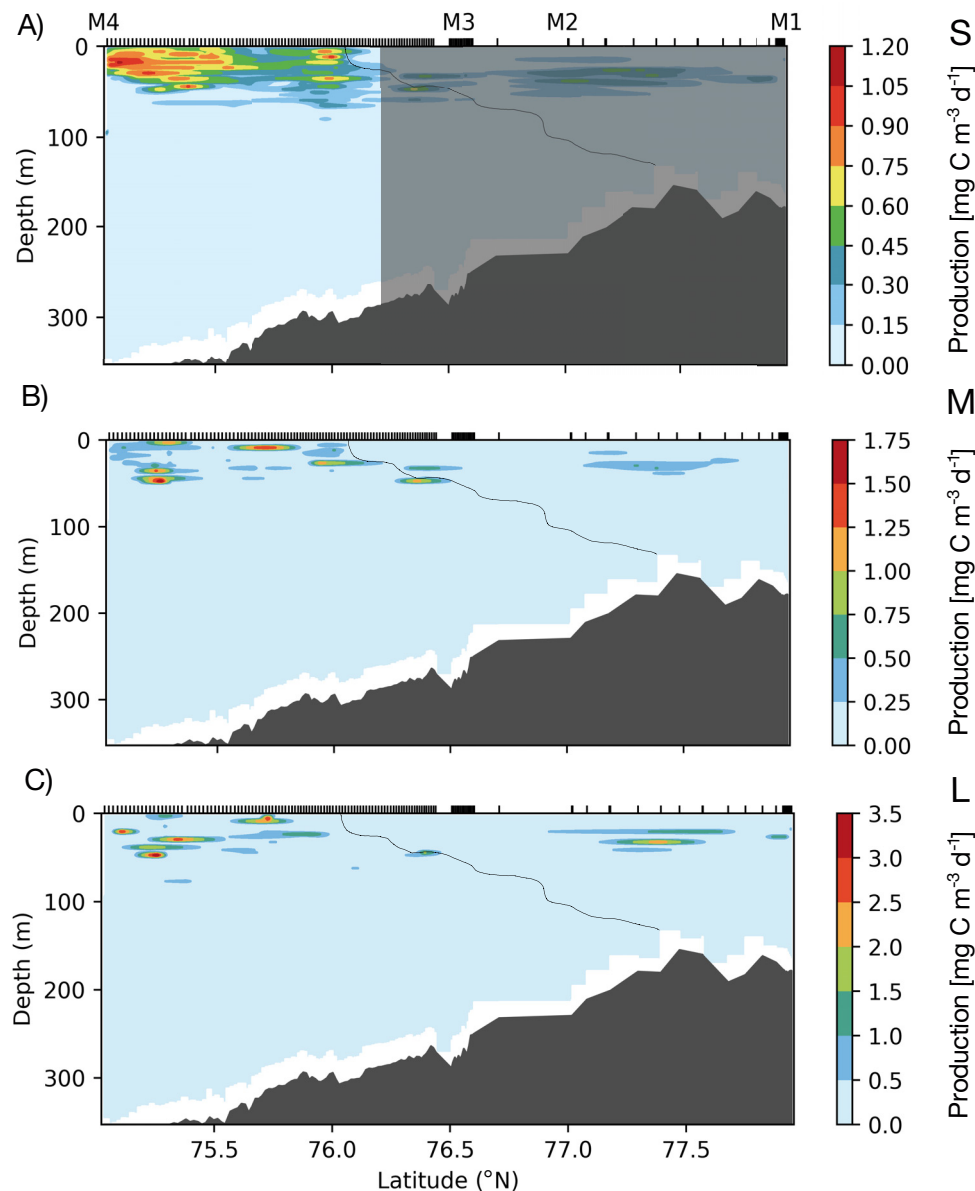 A)
M4 M3 M2 M1
S
0
100
200
300
Depth (m)
1.20
1.05
0.90
0.75
0.60
0.45
0.30
0.15
0.00
Production [mg C m⁻³ d⁻¹]
B)
M
0
100
200
300
Depth (m)
1.75
1.50
1.25
1.00
0.75
0.50
0.25
0.00
Production [mg C m⁻³ d⁻¹]
C)
L
0
100
200
300
Depth (m)
3.5
3.0
2.5
2.0
1.5
1.0
0.5
0.0
Production [mg C m⁻³ d⁻¹]
75.5 76.0 76.5 77.0 77.5
Latitude (°N)